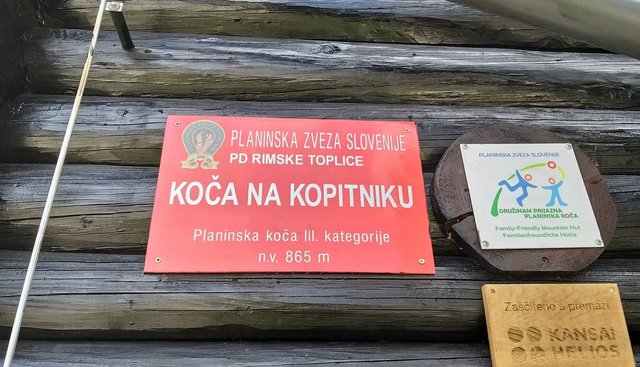 PLANINSKA ZVEZA SLOVENIJE
PD RIMSKE TOPLICE
KOČA NA KOPITNIKU
Planinska koča III. kategorije
n.v. 865 m
PLANINSKA ZVEZA SLOVENIJE
DRUŽINAM PRIJAZNA
PLANINSKA KOČA
Family-Friendly Mountain Hut
Familienfreundliche Hütte
Zaščiteno s premazi
KANSAI
HELIOS